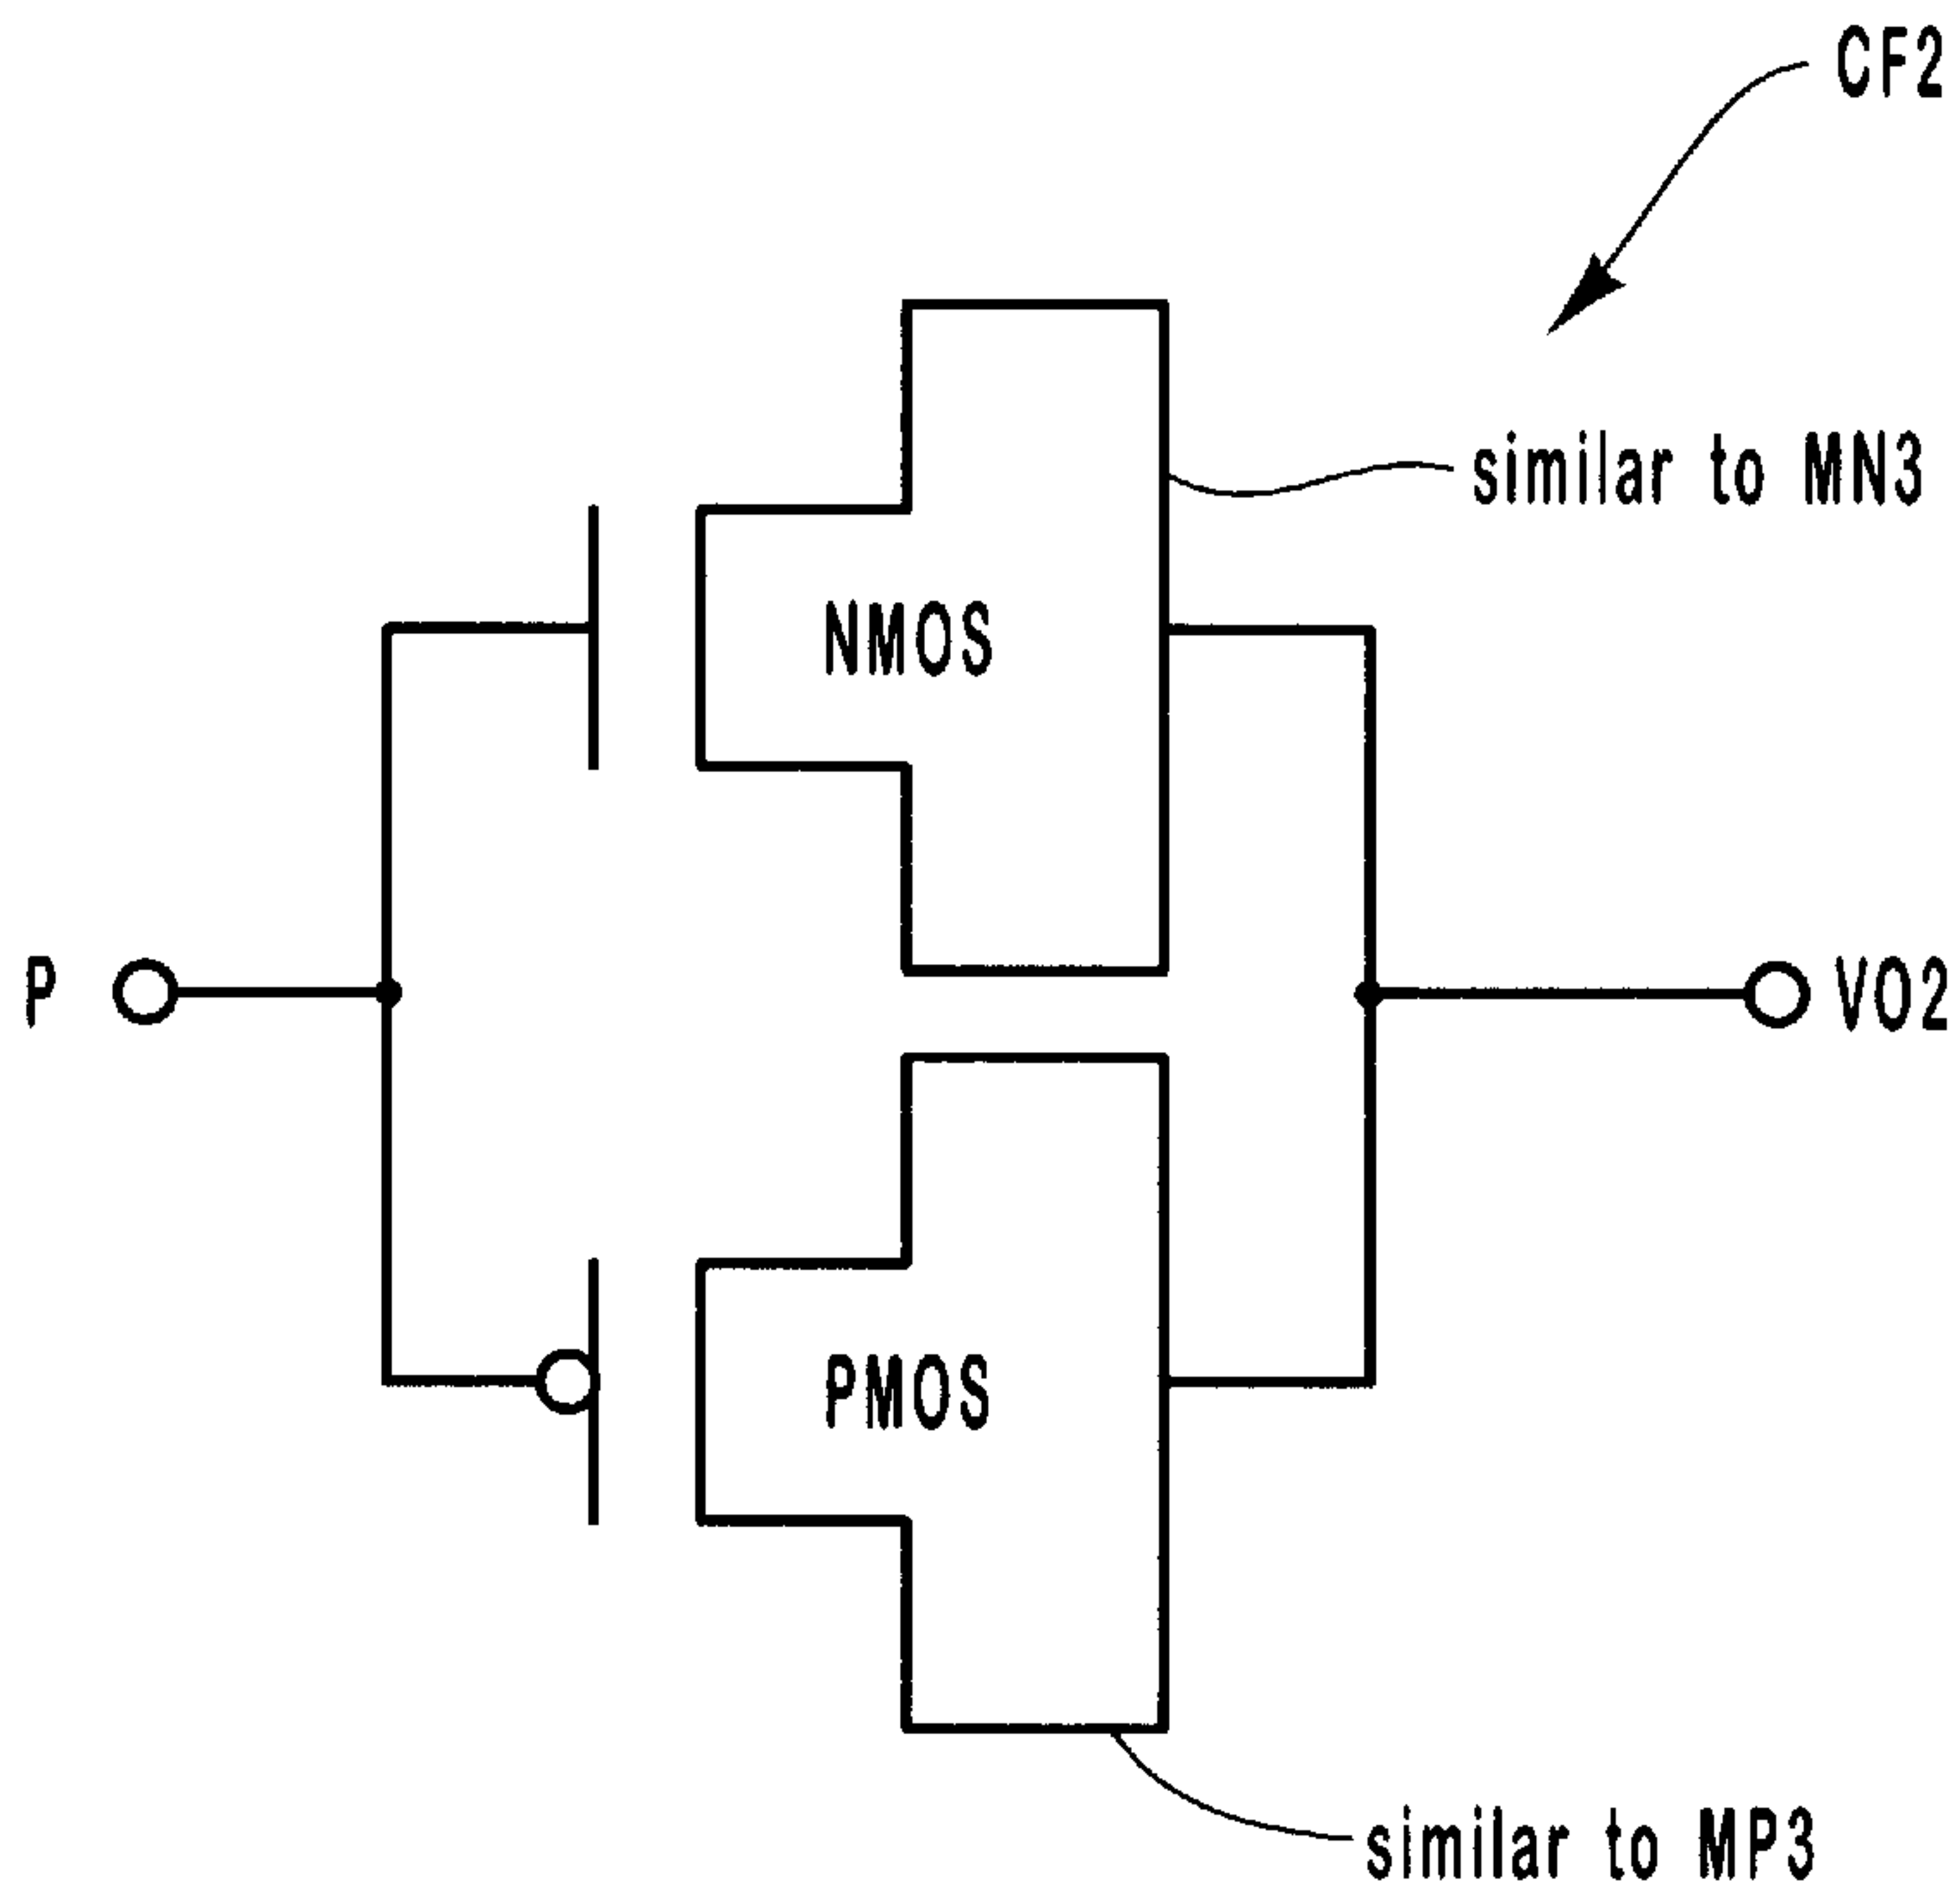 CF2
similar to MN3
NMOS
P
VO2
PMOS
similar to MP3